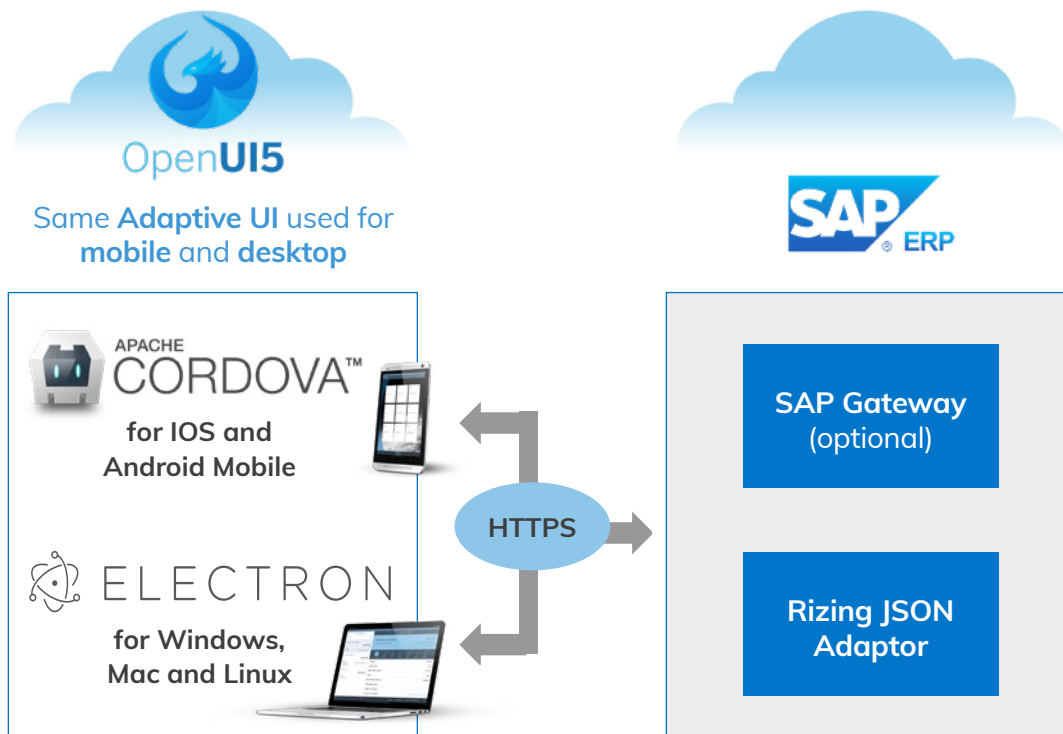 OpenUI5
Same Adaptive UI used for
mobile and desktop
APACHE
CORDOVA™
for IOS and
Android Mobile
ELECTRON
for Windows,
Mac and Linux
HTTPS
SAP
® ERP
SAP Gateway
(optional)
Rizing JSON
Adaptor